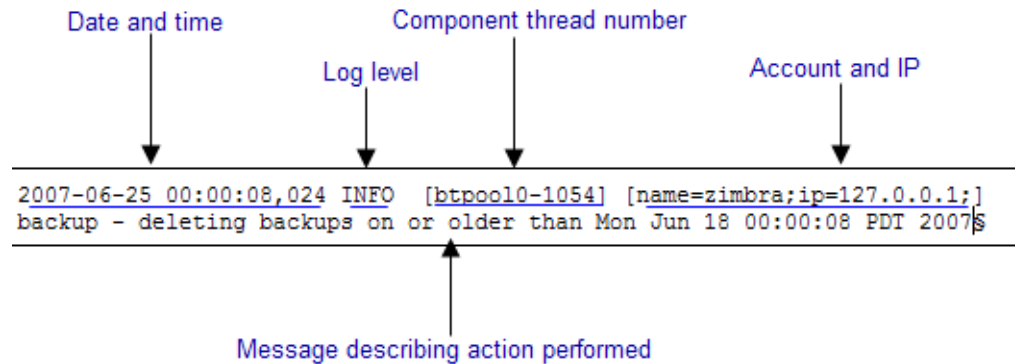 Date and time
Component thread number
Log level
Account and IP
2007-06-25 00:00:08,024 INFO [btpool0-1054] [name=zimbra;ip=127.0.0.1;]
backup - deleting backups on or older than Mon Jun 18 00:00:08 PDT 2007S
Message describing action performed